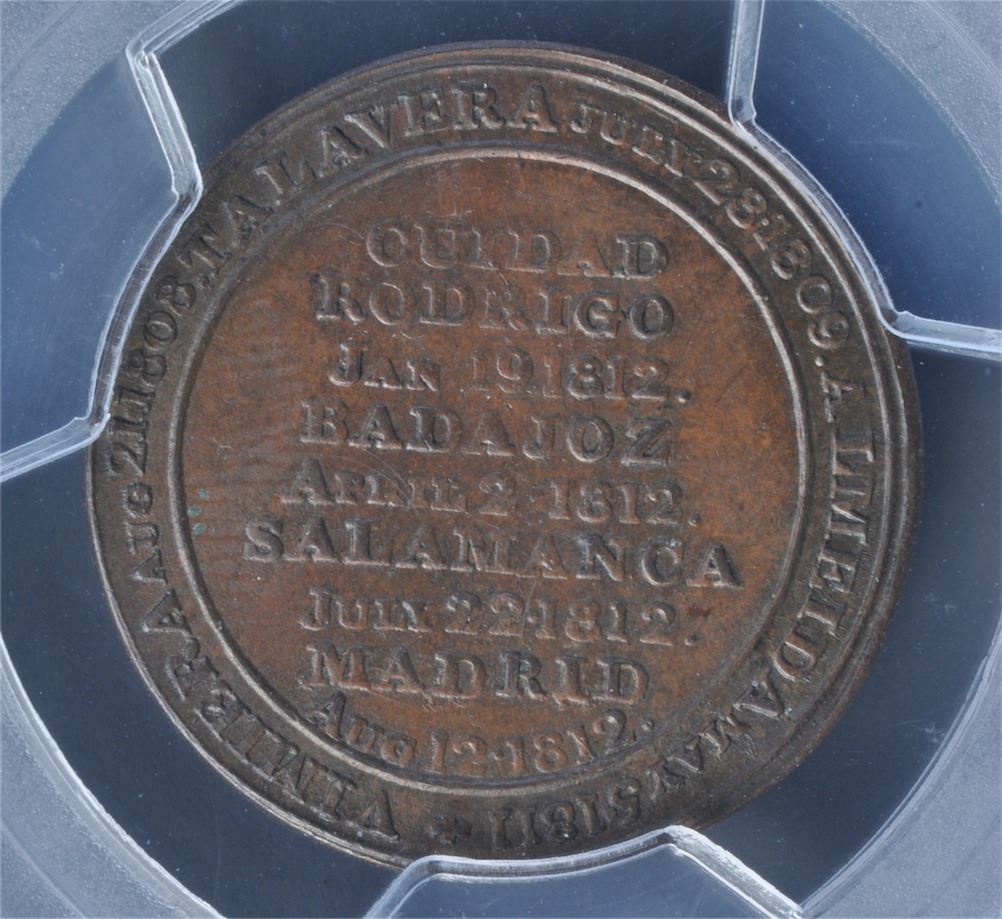 VIMIERA AUG 21 1808. TALAVERA JULY 28·1809. ALIMEIDA MAY 5 1811
CUIDAD
RODRIGO
JAN 19 1812.
BADAJOZ
APRIL 2 · 1812.
SALAMANCA
JULY 22·1812.
MADRID
AUG 12·1812.